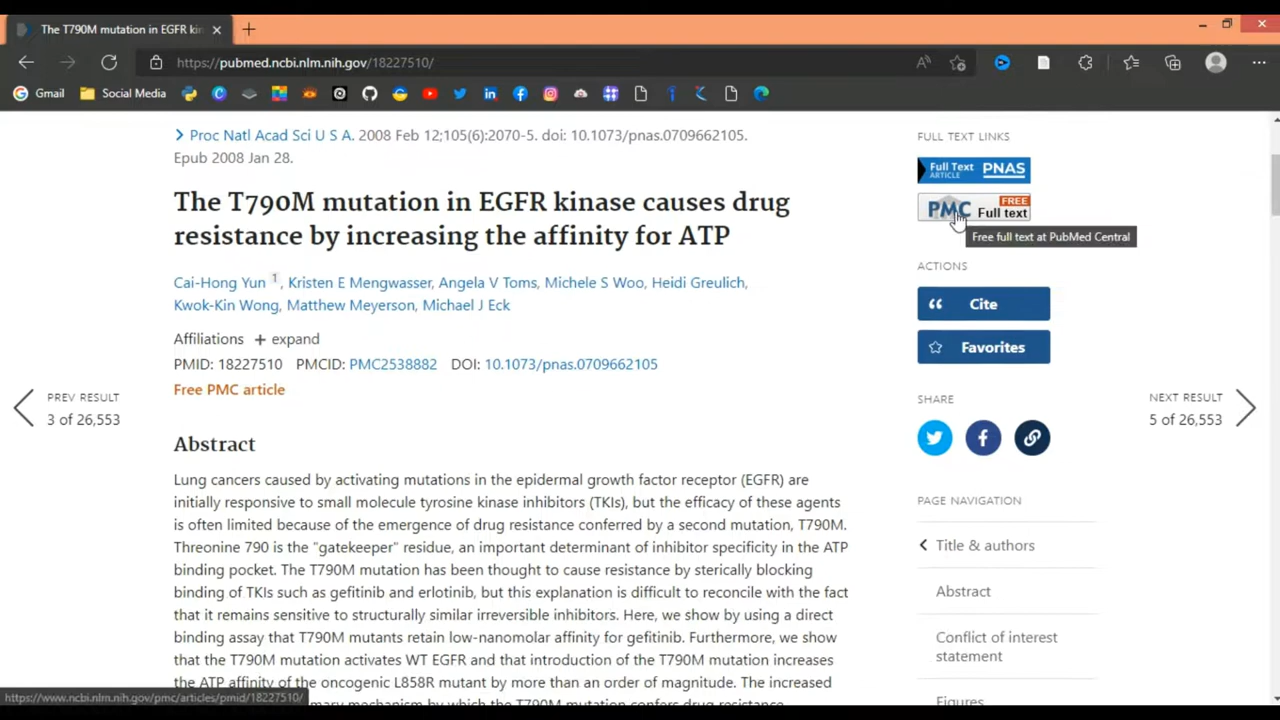 The T790M mutation in EGFR kin
https://pubmed.ncbi.nlm.nih.gov/18227510/
Gmail
Social Media
Proc Natl Acad Sci U S A. 2008 Feb 12;105(6):2070-5. doi: 10.1073/pnas.0709662105.
Epub 2008 Jan 28.
The T790M mutation in EGFR kinase causes drug
resistance by increasing the affinity for ATP
Cai-Hong Yun 1, Kristen E Mengwasser, Angela V Toms, Michele S Woo, Heidi Greulich,
Kwok-Kin Wong, Matthew Meyerson, Michael J Eck
Affiliations + expand
PMID: 18227510 PMCID: PMC2538882 DOI: 10.1073/pnas.0709662105
Free PMC article
PREV RESULT
3 of 26,553
Abstract
Lung cancers caused by activating mutations in the epidermal growth factor receptor (EGFR) are
initially responsive to small molecule tyrosine kinase inhibitors (TKIs), but the efficacy of these agents
is often limited because of the emergence of drug resistance conferred by a second mutation, T790M.
Threonine 790 is the "gatekeeper" residue, an important determinant of inhibitor specificity in the ATP
binding pocket. The T790M mutation has been thought to cause resistance by sterically blocking
binding of TKIs such as gefitinib and erlotinib, but this explanation is difficult to reconcile with the fact
that it remains sensitive to structurally similar irreversible inhibitors. Here, we show by using a direct
binding assay that T790M mutants retain low-nanomolar affinity for gefitinib. Furthermore, we show
that the T790M mutation activates WT EGFR and that introduction of the T790M mutation increases
the ATP affinity of the oncogenic L858R mutant by more than an order of magnitude. The increased
mary mechanism by which the T790M mutation confers drug resistance
https://www.ncbi.nlm.nih.gov/pmc/articles/pmid/18227510/
FULL TEXT LINKS
Full Text
ARTICLE
PNAS
PMC
FREE
Full text
Free full text at PubMed Central
ACTIONS
Cite
Favorites
SHARE
NEXT RESULT
5 of 26,553
PAGE NAVIGATION
Title & authors
Abstract
Conflict of interest
statement
Figures